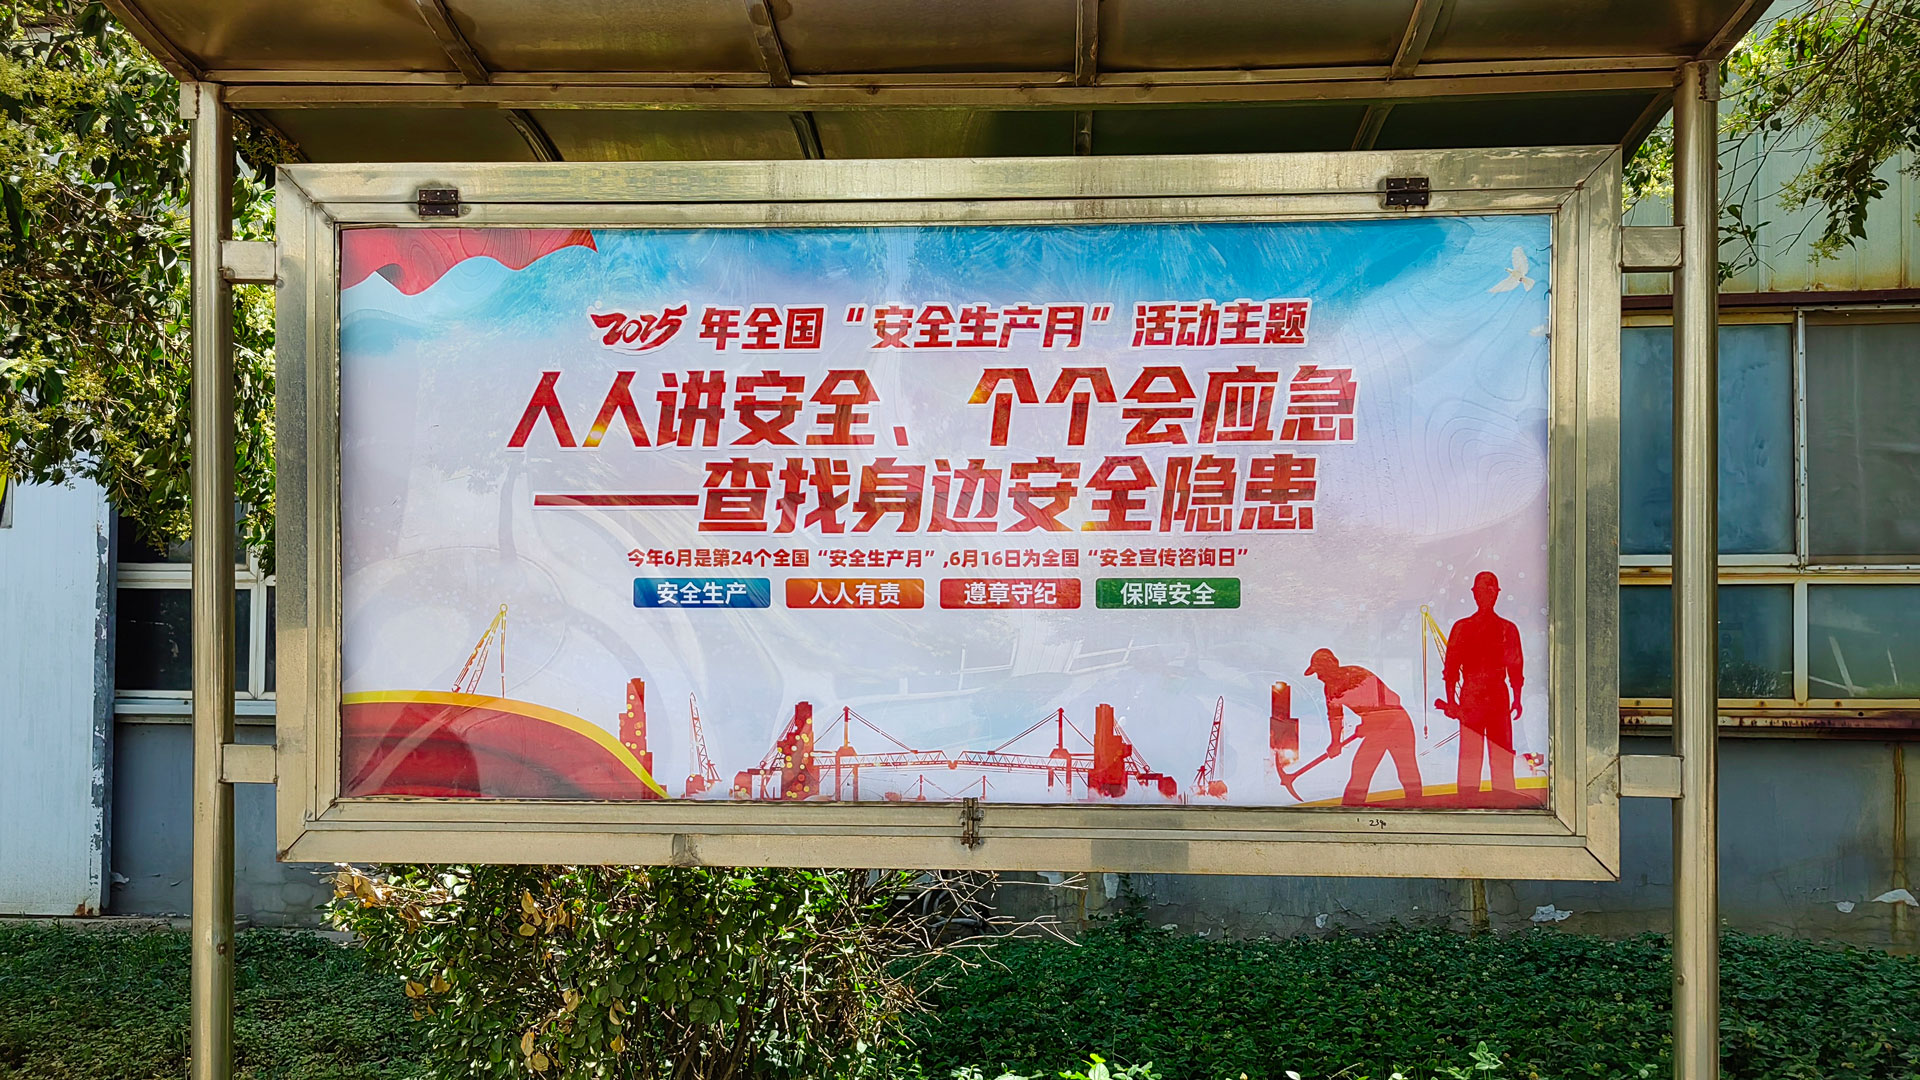 2025年全国“安全生产月”活动主题
人人讲安全、个个会应急
——查找身边安全隐患
今年6月是第24个全国“安全生产月”,6月16日为全国“安全宣传咨询日”
安全生产 人人有责 遵章守纪 保障安全